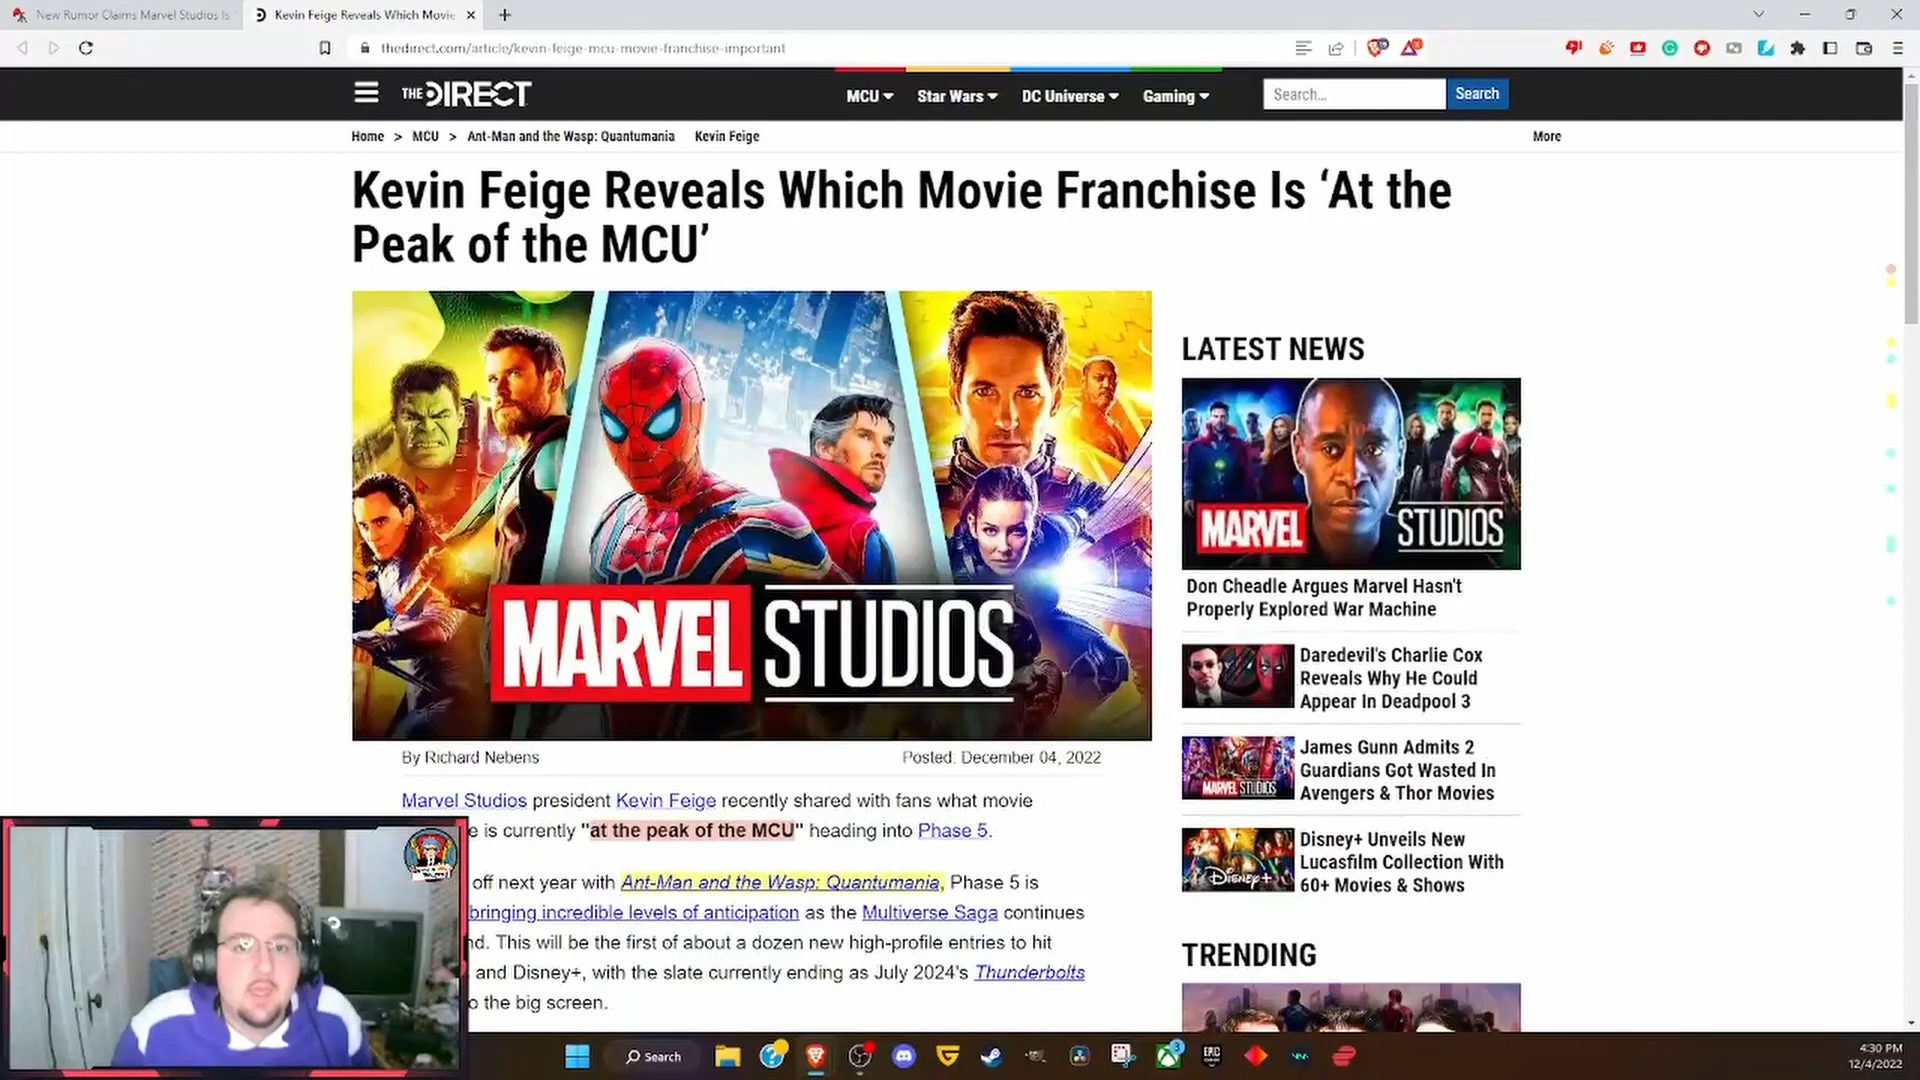 New Rumor Claims Marvel Studios Is
Kevin Feige Reveals Which Movie
thedirect.com/article/kevin-feige-mcu-movie-franchise-important
THE DIRECT
MCU
Star Wars
DC Universe
Gaming
Search...
Search
Home > MCU > Ant-Man and the Wasp: Quantumania Kevin Feige
More
Kevin Feige Reveals Which Movie Franchise Is ‘At the
Peak of the MCU’
MARVEL STUDIOS
By Richard Nebens
Posted: December 04, 2022
Marvel Studios president Kevin Feige recently shared with fans what movie
e is currently "at the peak of the MCU" heading into Phase 5.
off next year with Ant-Man and the Wasp: Quantumania, Phase 5 is
bringing incredible levels of anticipation as the Multiverse Saga continues
nd. This will be the first of about a dozen new high-profile entries to hit
and Disney+, with the slate currently ending as July 2024's Thunderbolts
o the big screen.
LATEST NEWS
MARVEL STUDIOS
Don Cheadle Argues Marvel Hasn't
Properly Explored War Machine
Daredevil's Charlie Cox
Reveals Why He Could
Appear In Deadpool 3
MARVEL STUDIOS
James Gunn Admits 2
Guardians Got Wasted In
Avengers & Thor Movies
Disney+
Disney+ Unveils New
Lucasfilm Collection With
60+ Movies & Shows
TRENDING
Search
3
EPIC
4:30 PM
12/4/2022